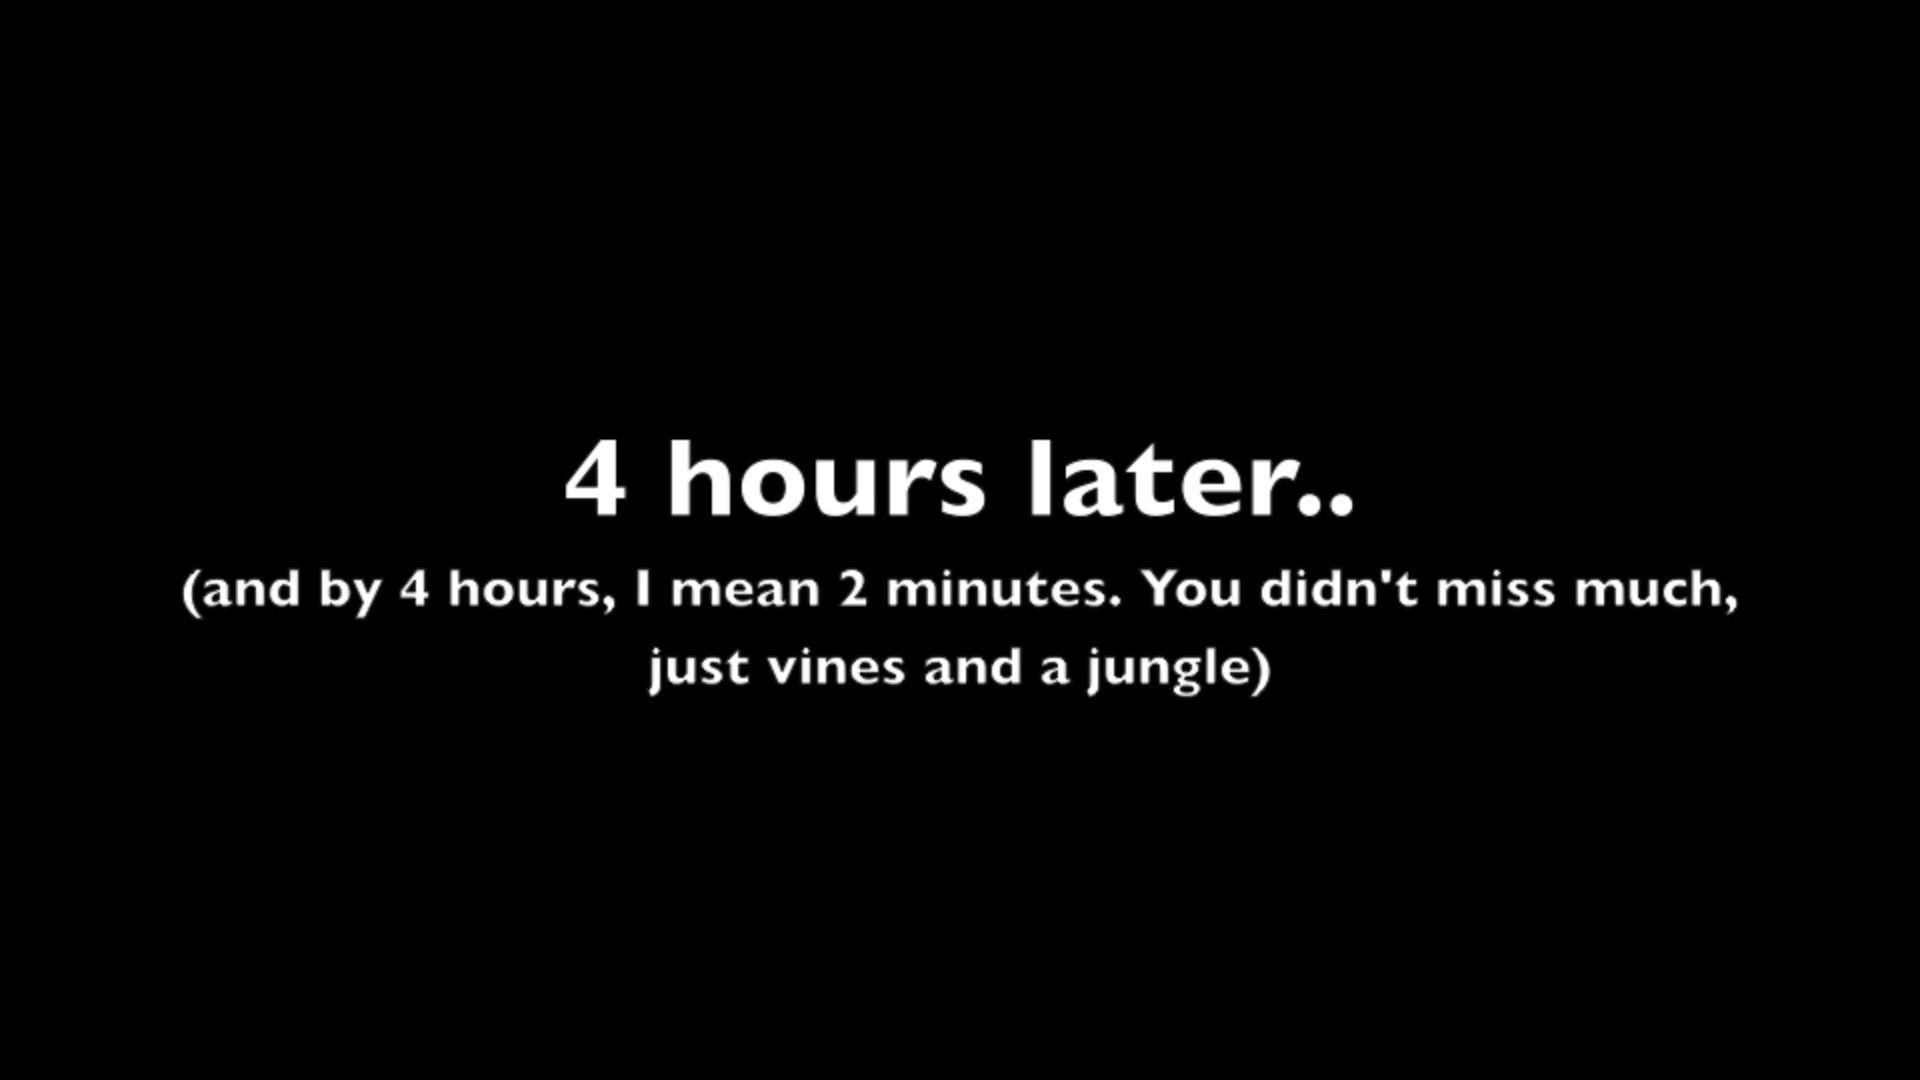 4 hours later..
(and by 4 hours, I mean 2 minutes. You didn't miss much,
just vines and a jungle)